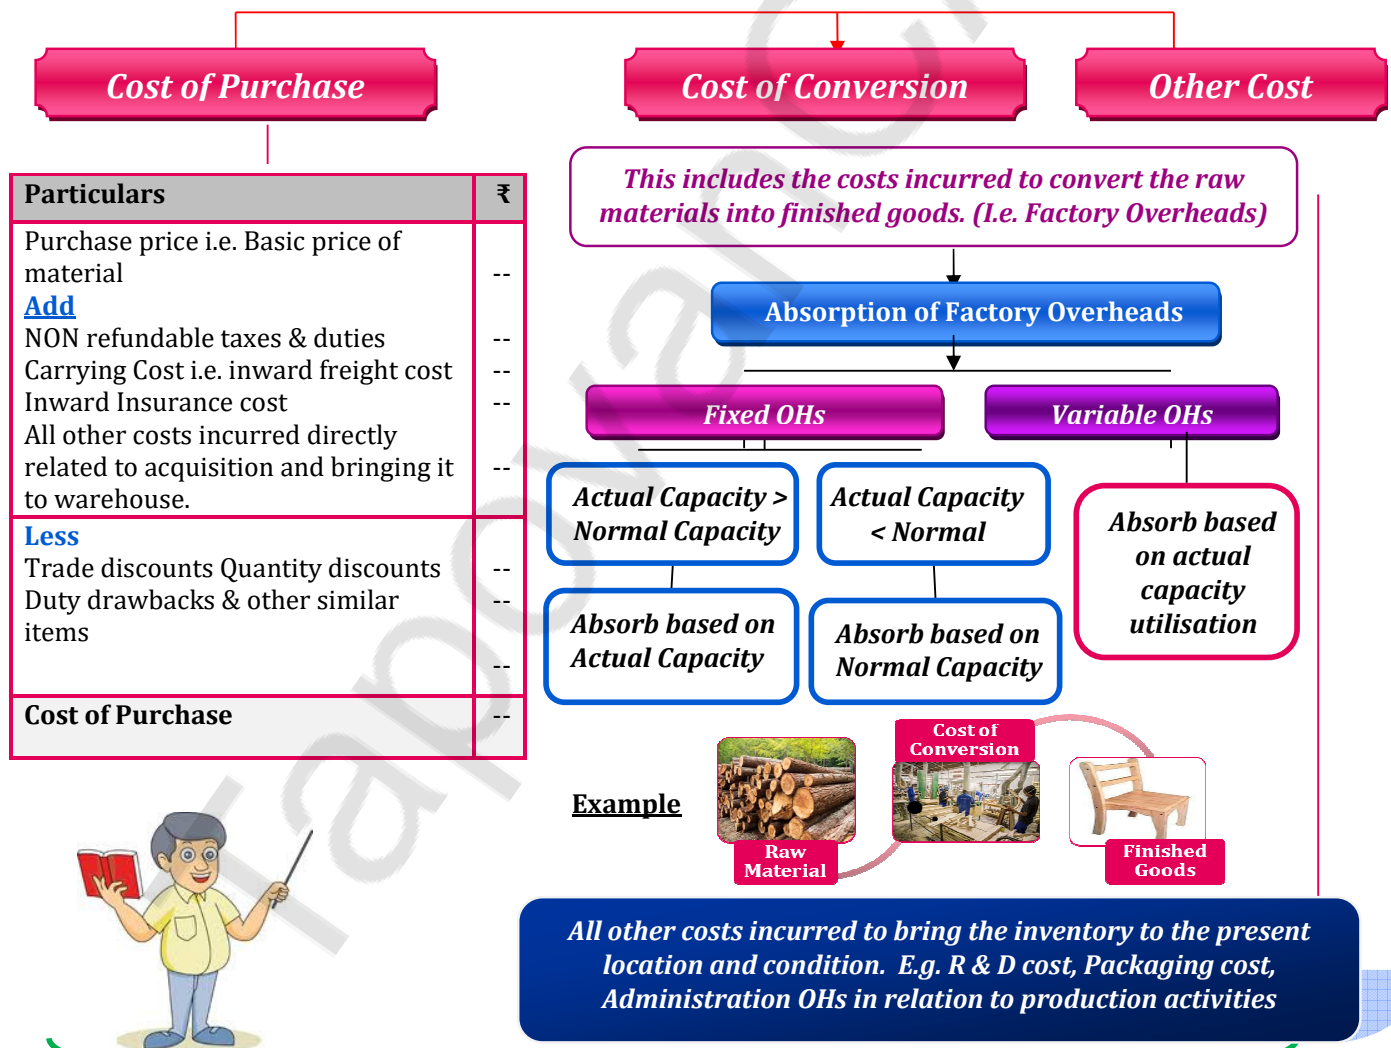 Cost of Purchase
Cost of Conversion
Other Cost
Particulars ₹
Purchase price i.e. Basic price of
material --
Add
NON refundable taxes & duties --
Carrying Cost i.e. inward freight cost --
Inward Insurance cost --
All other costs incurred directly
related to acquisition and bringing it --
to warehouse.
Less
Trade discounts Quantity discounts --
Duty drawbacks & other similar --
items
--
Cost of Purchase --
This includes the costs incurred to convert the raw
materials into finished goods. (I.e. Factory Overheads)
Absorption of Factory Overheads
Fixed OHs
Variable OHs
Actual Capacity >
Normal Capacity
Actual Capacity
< Normal
Absorb based
on actual
capacity
utilisation
Absorb based on
Actual Capacity
Absorb based on
Normal Capacity
Example
Raw
Material
Cost of
Conversion
Finished
Goods
All other costs incurred to bring the inventory to the present
location and condition. E.g. R & D cost, Packaging cost,
Administration OHs in relation to production activities